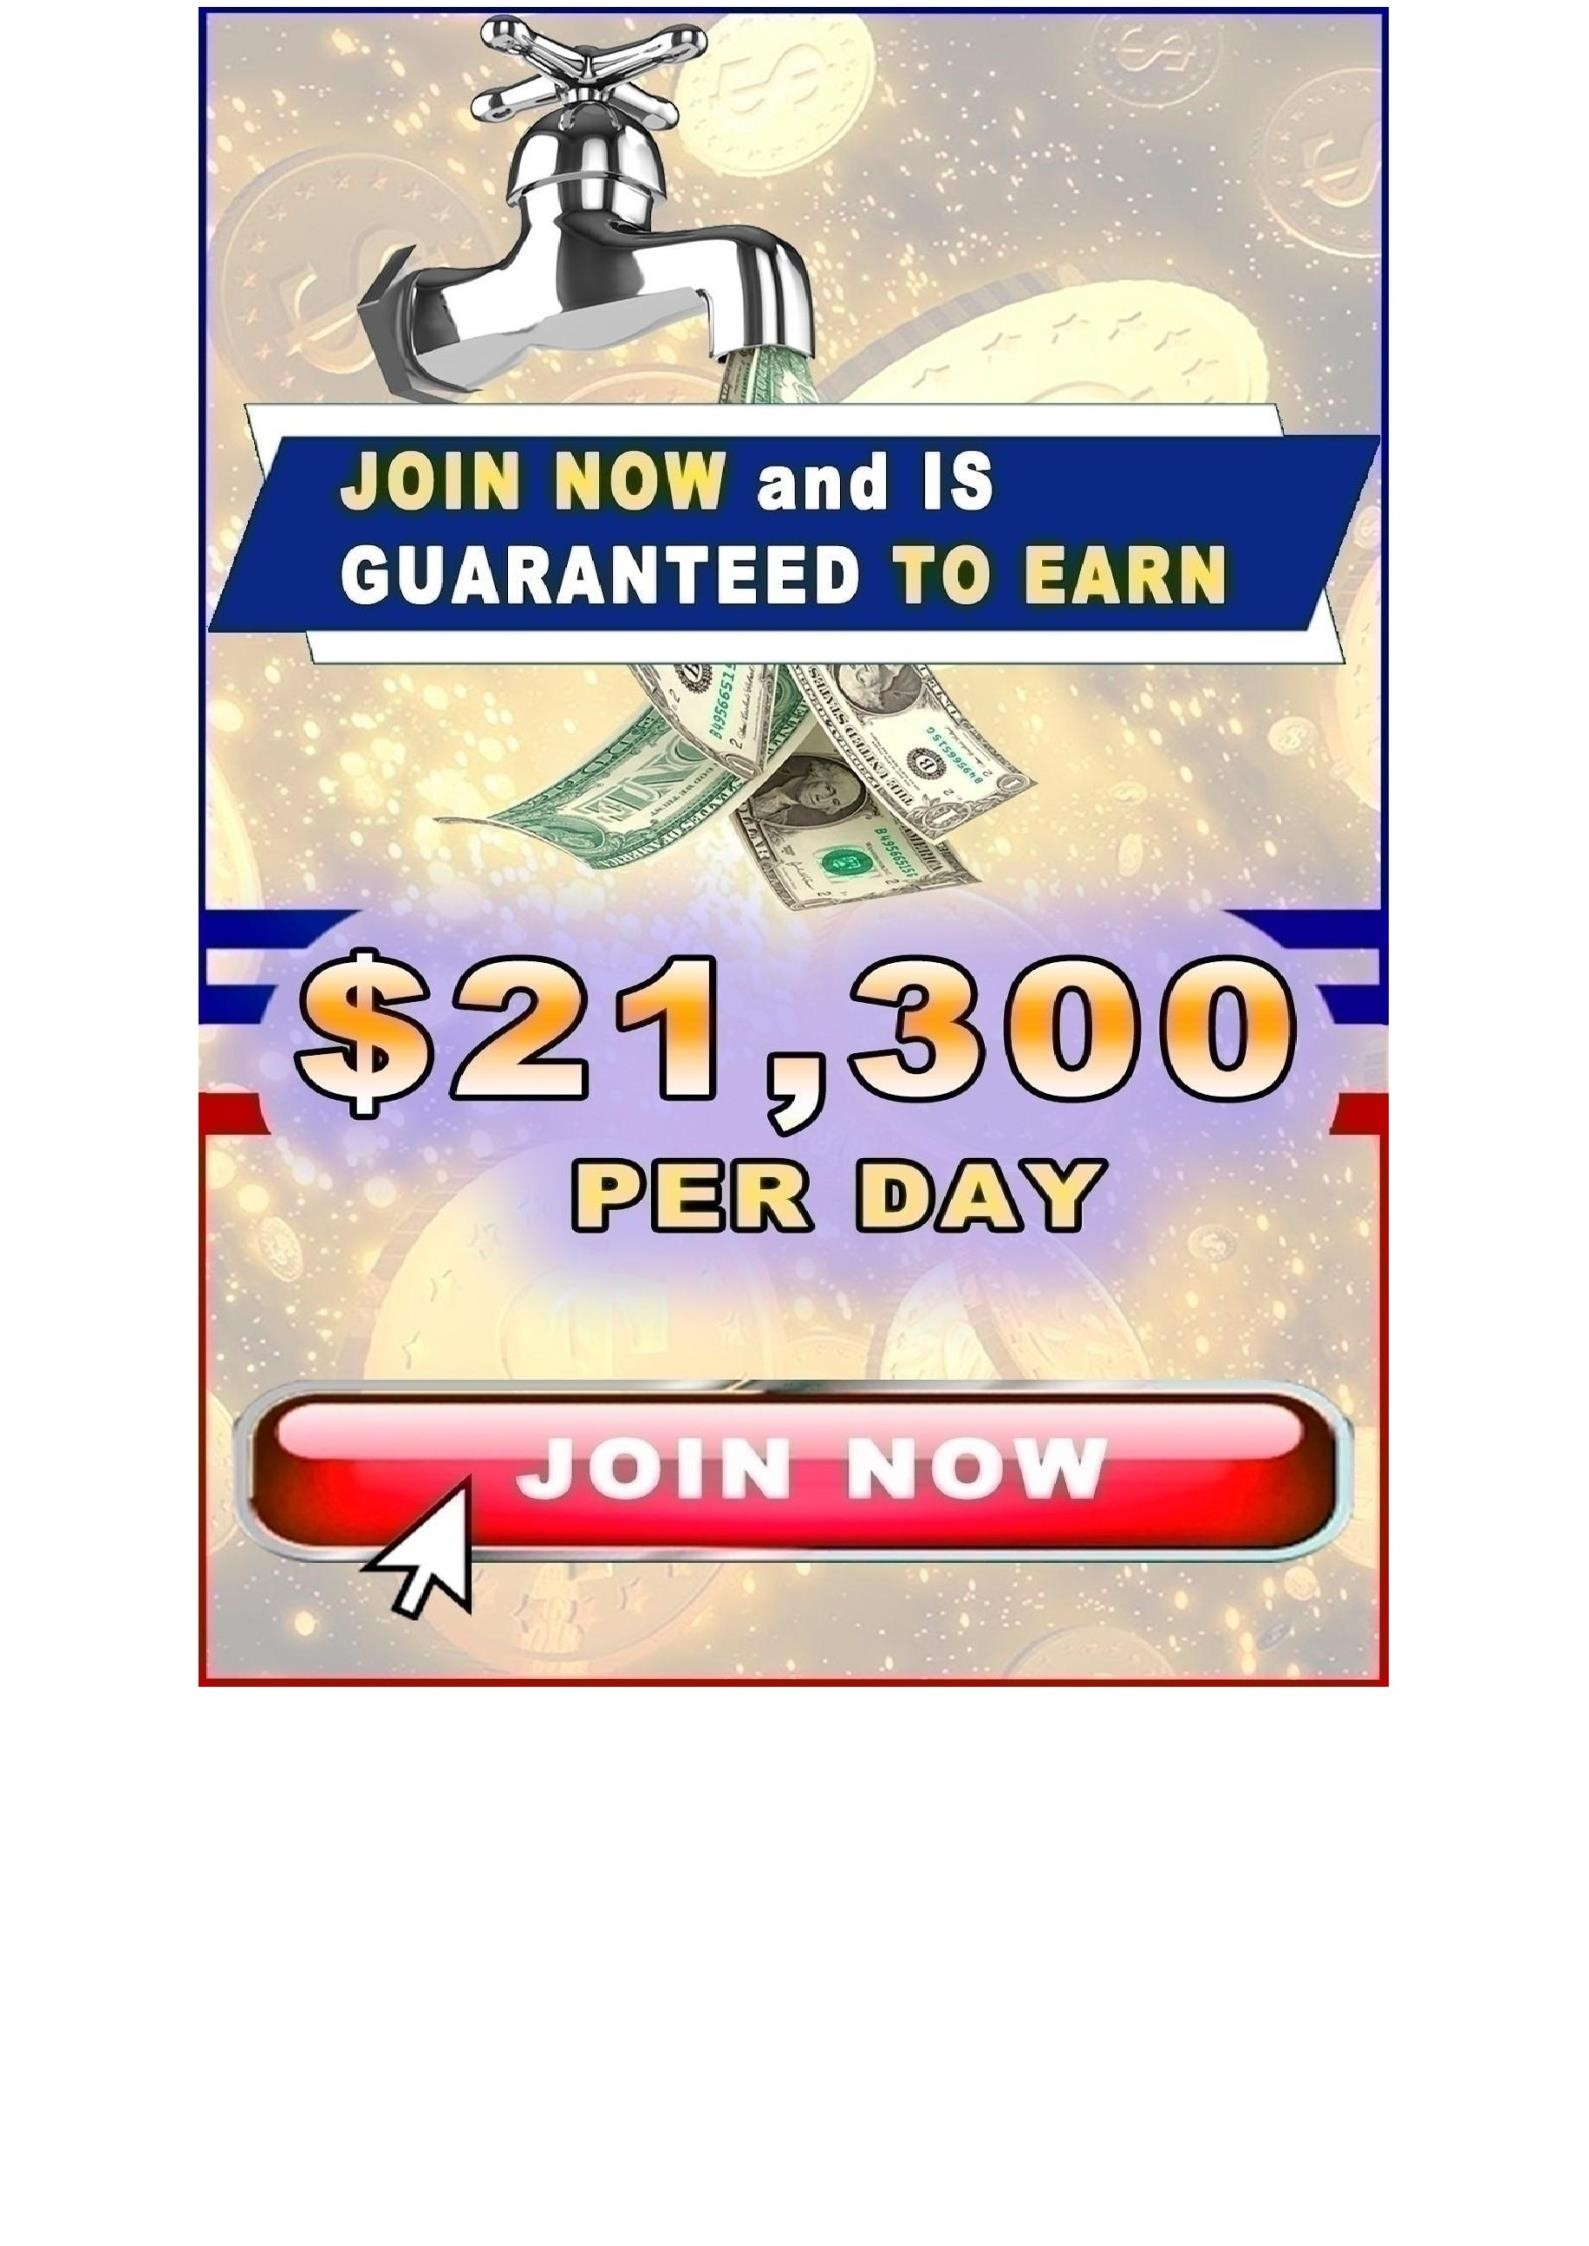 JOIN NOW and IS
GUARANTEED TO EARN
$21,300
PER DAY
JOIN NOW